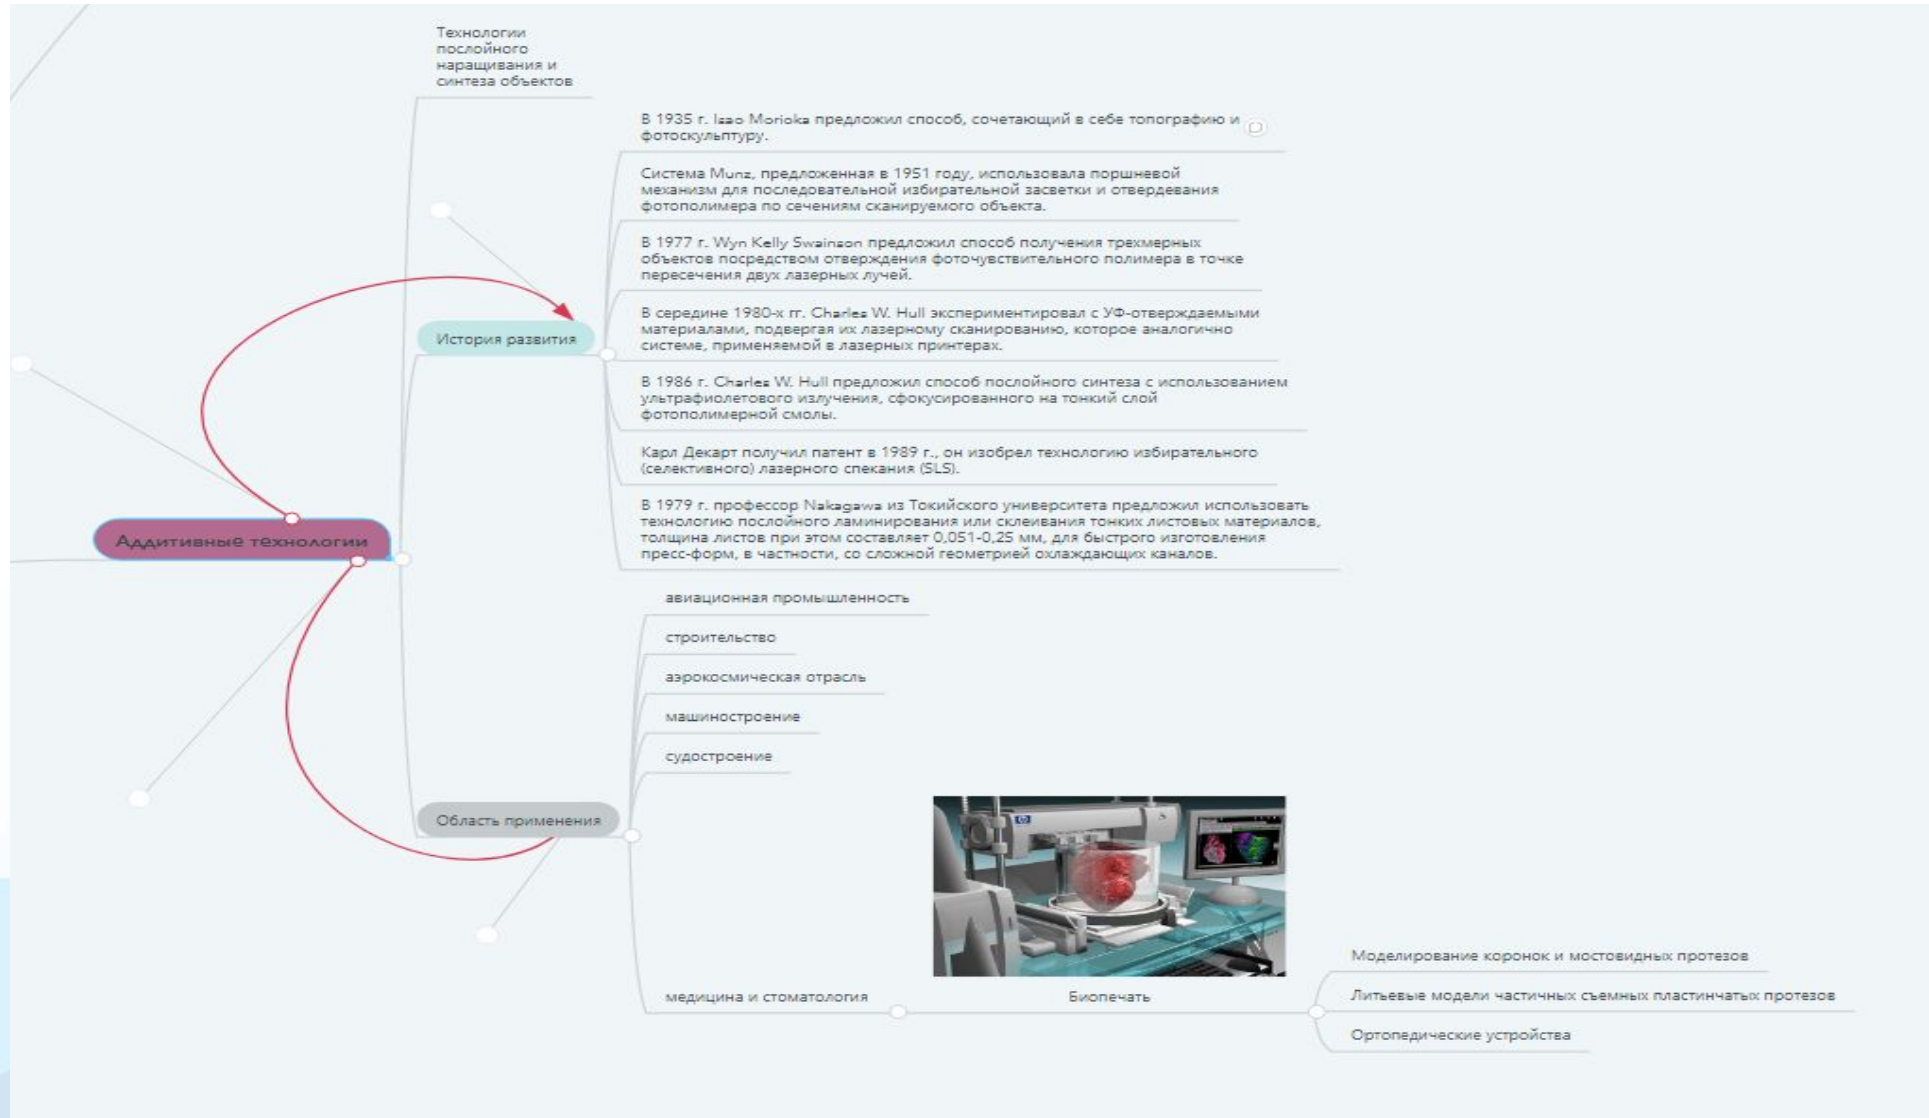 Технологии
послойного
наращивания и
синтеза объектов
В 1935 г. Isao Morioka предложил способ, сочетающий в себе топографию и
фотоскульптуру.
Система Munz, предложенная в 1951 году, использовала поршневой
механизм для последовательной избирательной засветки и отвердевания
фотополимера по сечениям сканируемого объекта.
В 1977 г. Wyn Kelly Swainson предложил способ получения трехмерных
объектов посредством отверждения фоточувствительного полимера в точке
пересечения двух лазерных лучей.
История развития
В середине 1980-х гг. Charles W. Hull экспериментировал с УФ-отверждаемыми
материалами, подвергая их лазерному сканированию, которое аналогично
системе, применяемой в лазерных принтерах.
В 1986 г. Charles W. Hull предложил способ послойного синтеза с использованием
ультрафиолетового излучения, сфокусированного на тонкий слой
фотополимерной смолы.
Карл Декарт получил патент в 1989 г., он изобрел технологию избирательного
(селективного) лазерного спекания (SLS).
В 1979 г. профессор Nakagawa из Токийского университета предложил использовать
технологию послойного ламинирования или склеивания тонких листовых материалов,
толщина листов при этом составляет 0,051-0,25 мм, для быстрого изготовления
пресс-форм, в частности, со сложной геометрией охлаждающих каналов.
Аддитивные технологии
авиационная промышленность
строительство
аэрокосмическая отрасль
машиностроение
судостроение
Область применения
hp
медицина и стоматология
Биопечать
Моделирование коронок и мостовидных протезов
Литьевые модели частичных съемных пластинчатых протезов
Ортопедические устройства